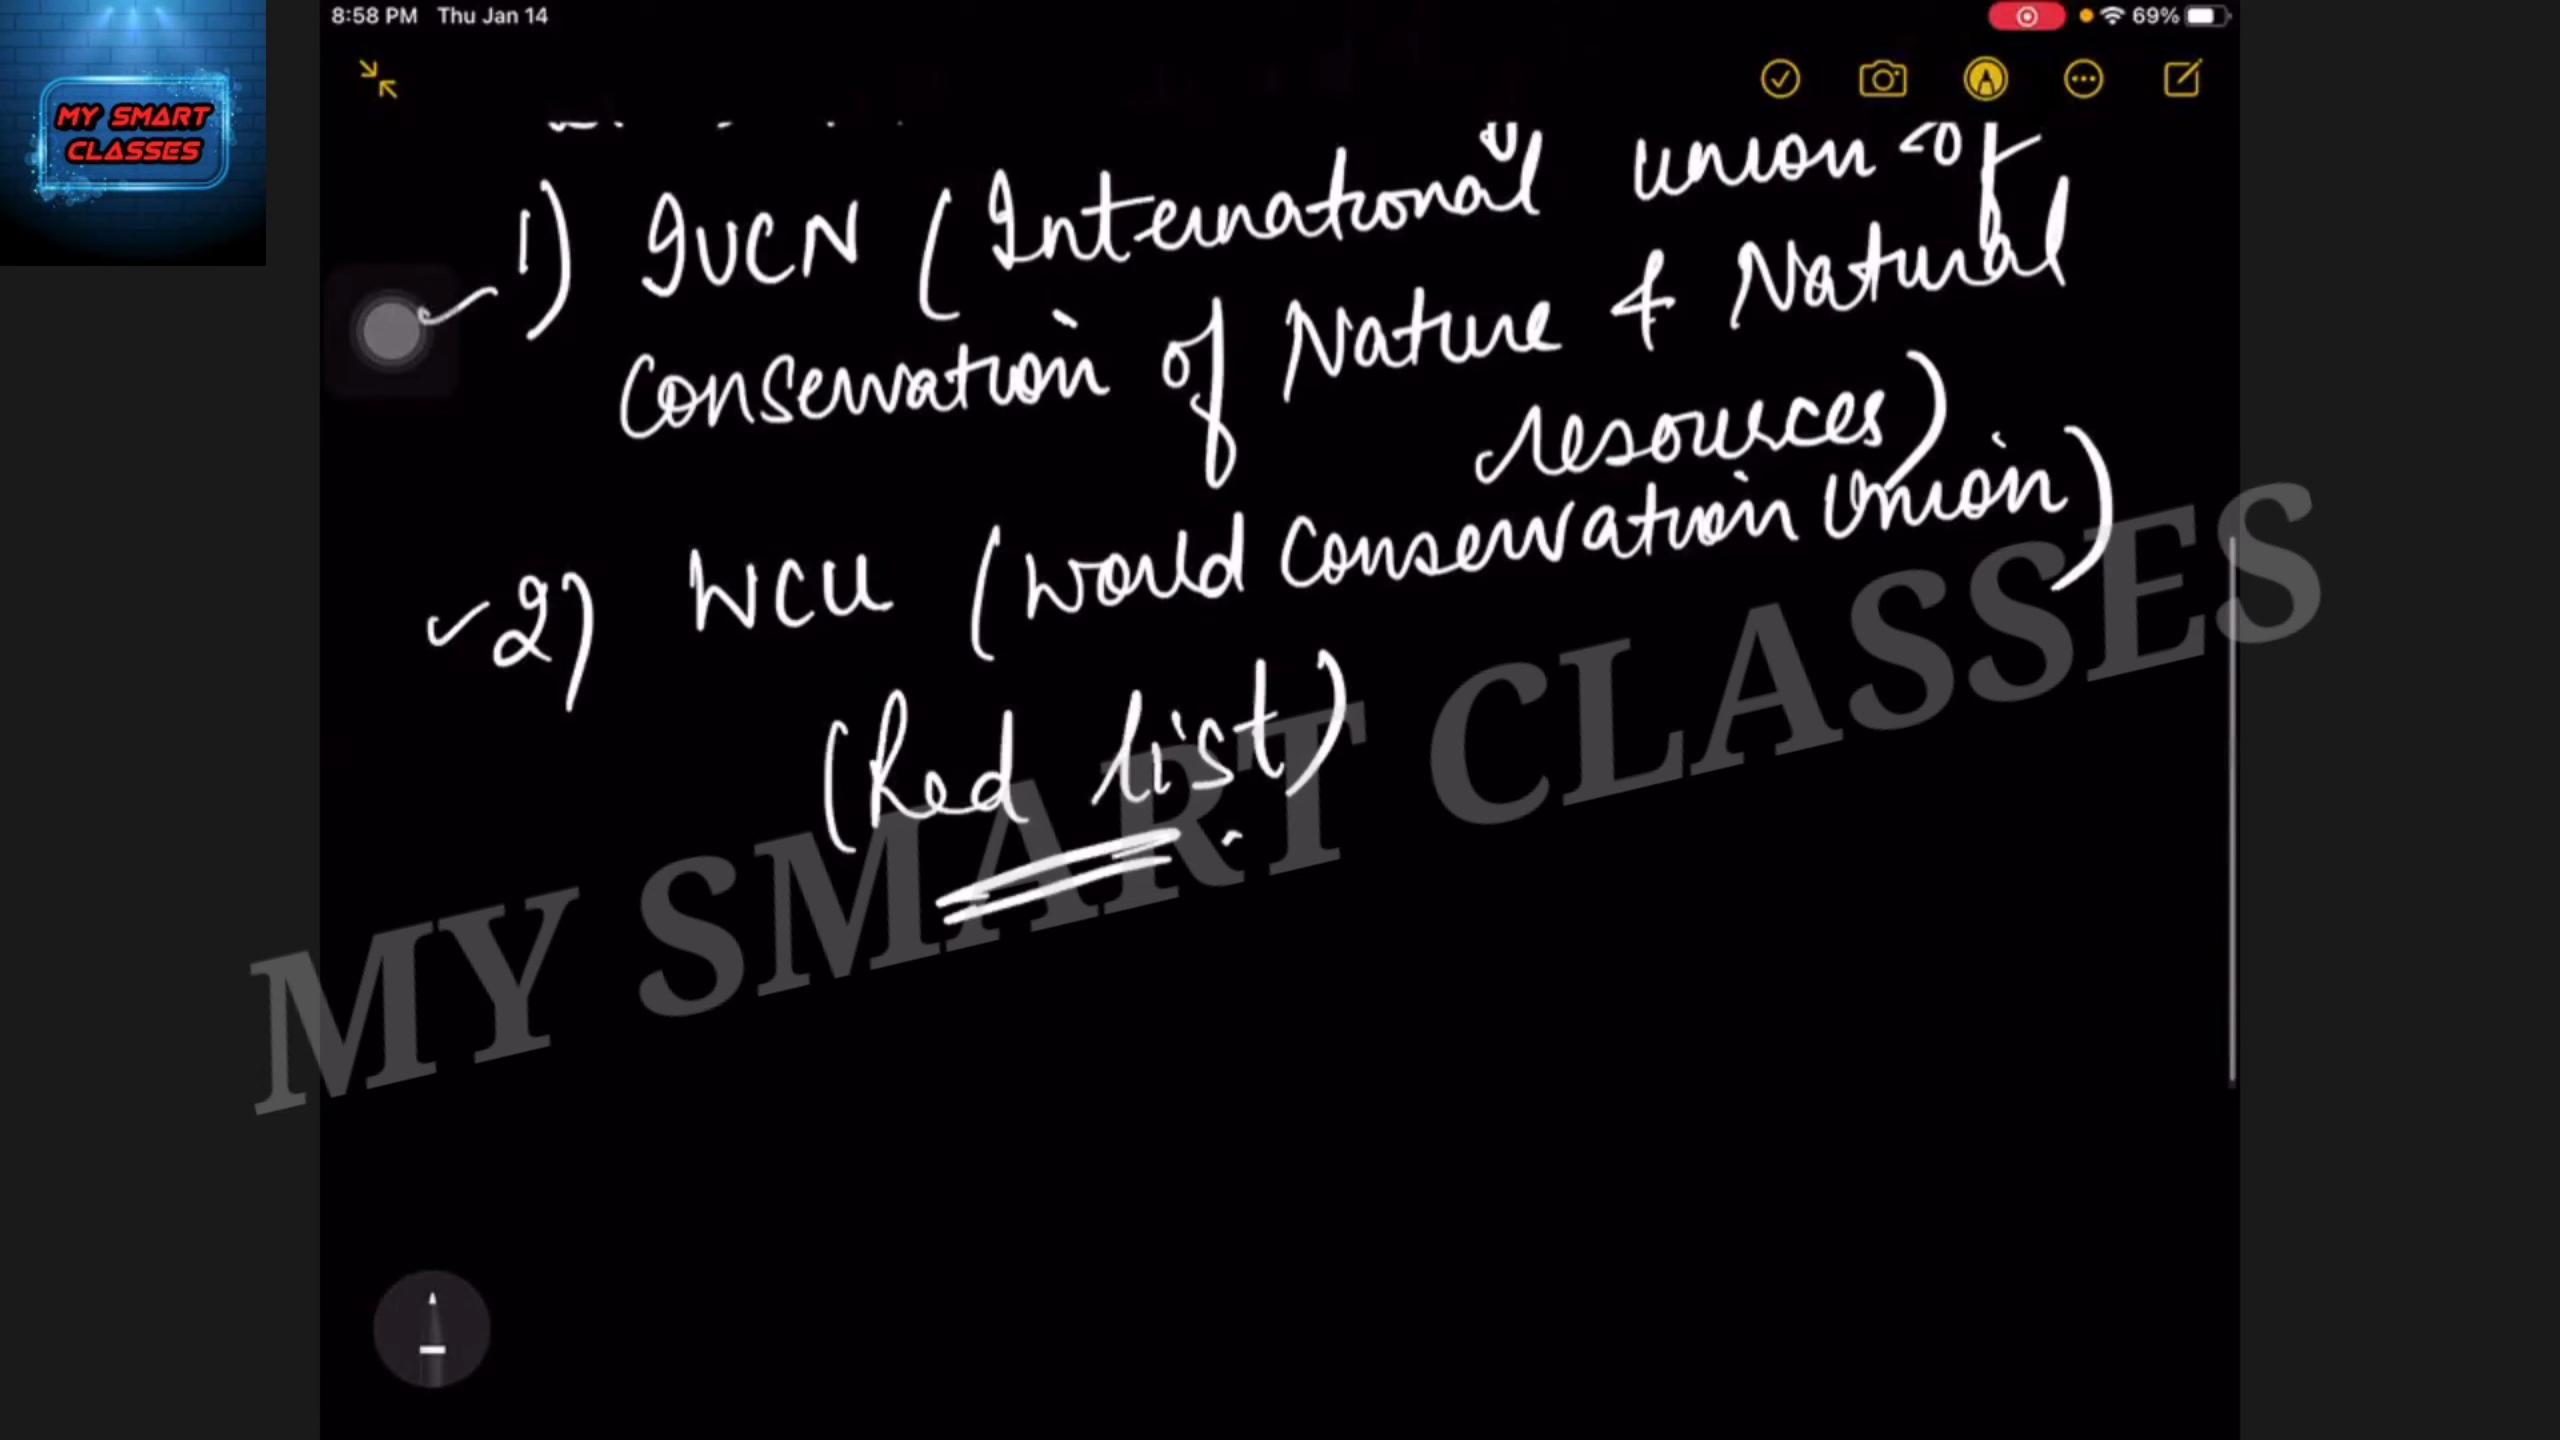 MY SMART
CLASSES
8:58 PM Thu Jan 14
69%
1) IUCN (International union of
Conservation of Nature & Natural
resources)
2) WCU (World Conservation Union)
(Red list)
MY SMART CLASSES